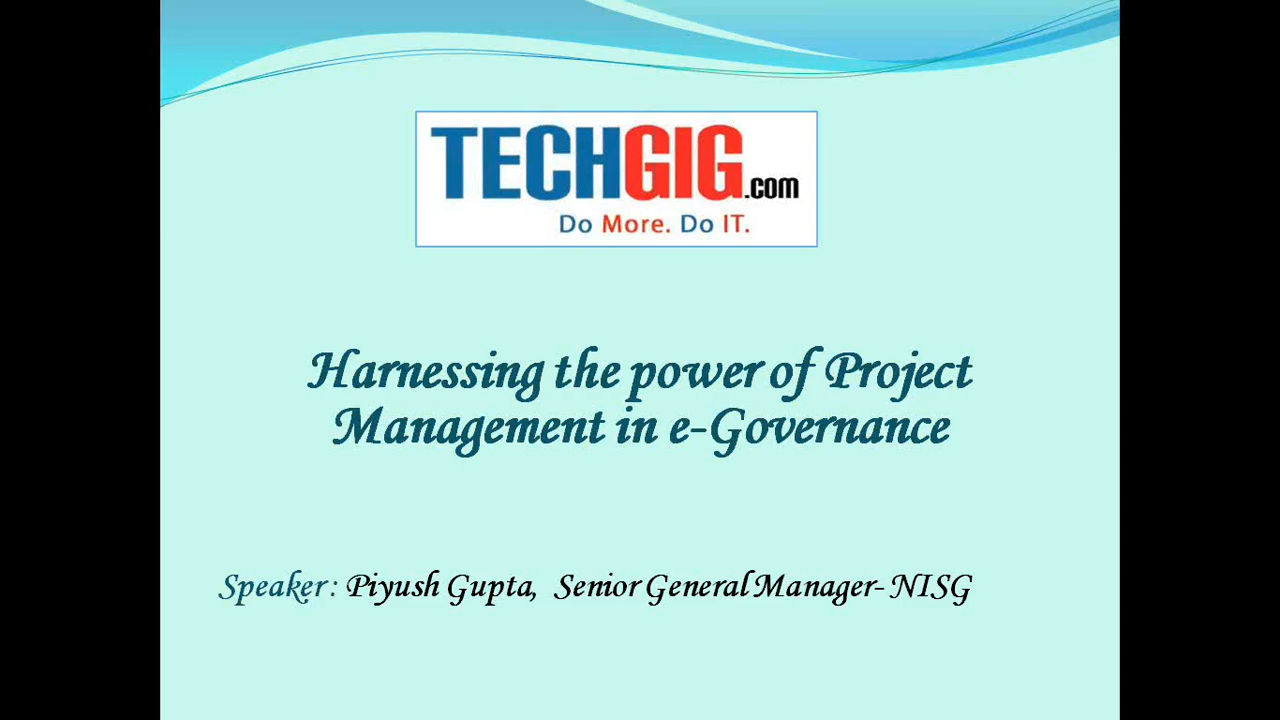 TECHGIG.com
Do More. Do IT.
Harnessing the power of Project
Management in e-Governance
Speaker : Piyush Gupta, Senior General Manager- NISG